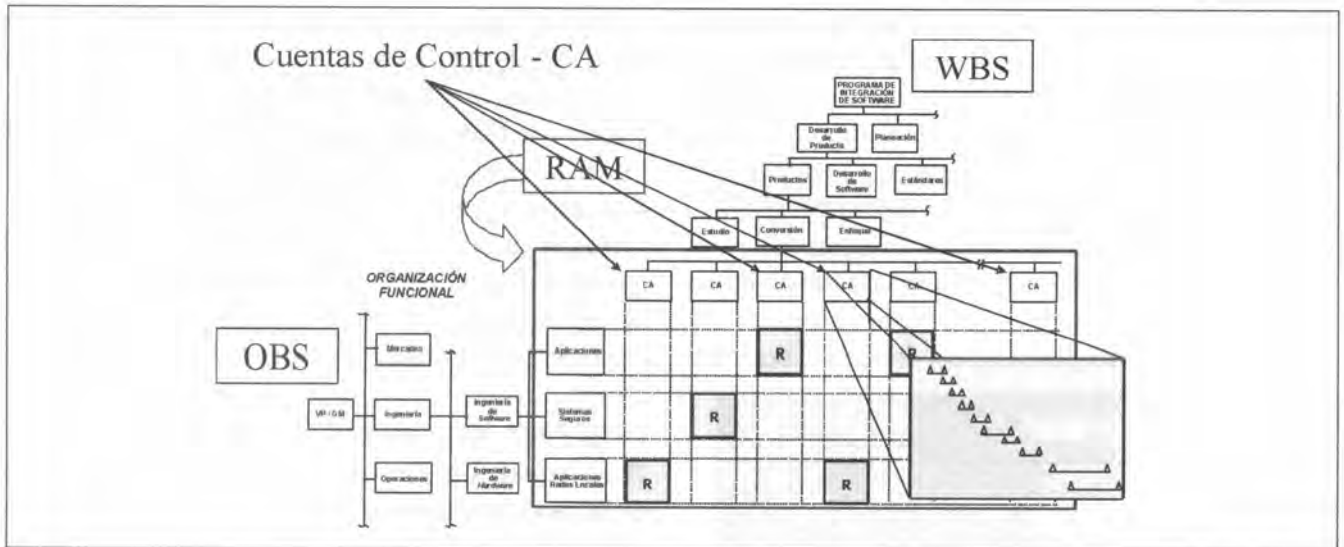 Cuentas de Control - CA
WBS
PROGRAMA DE
INTEGRACIÓN
DE SOFTWARE
Desarrollo
de
Producto
Planeación
RAM
Productos
Desarrollo
de
Software
Estándares
Estudio
Conversión
Enfoque
ORGANIZACIÓN
FUNCIONAL
CA
CA
CA
CA
CA
CA
OBS
Mercadeo
Aplicaciones
R
R
VP / GM
Ingeniería
Ingeniería
de
Software
Sistemas
Seguros
R
Operaciones
Ingeniería
de
Hardware
Aplicaciones
Redes Locales
R
R